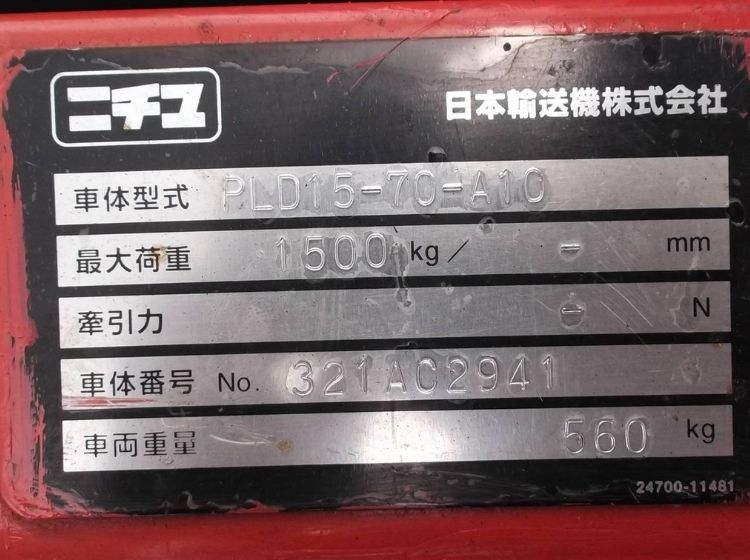 ニチユ
日本輸送機株式会社
車体型式 PLD15-70-A10
最大荷重 1500 kg/ - mm
牽引力 - N
車体番号 No. 321AC2941
車両重量 560 kg
24700-11481